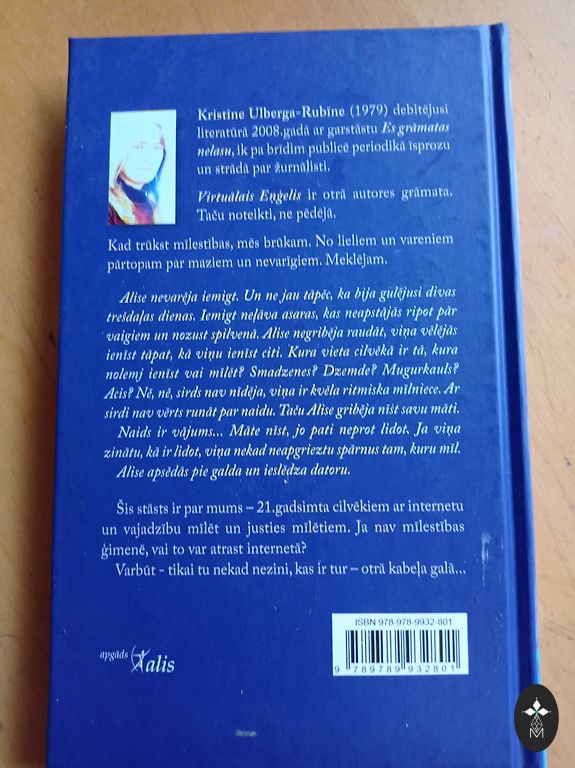 Kristīne Ulberga-Rubīne (1979) debitējusi
literatūrā 2008.gadā ar garstāstu Es grāmatas
nelasu, ik pa brīdim publicē periodikā īsprozu
un strādā par žurnālisti.
Virtuālais Eņģelis ir otrā autores grāmata.
Taču noteikti, ne pēdējā.
Kad trūkst mīlestības, mēs brūkam. No lieliem un vareniem
pārtopam par maziem un nevarīgiem. Meklējam.
Alise nevarēja iemigt. Un ne jau tāpēc, ka bija gulējusi divas
trešdaļas dienas. Iemigt neļāva asaras, kas neapstājās ripot pār
vaigiem un nozust spilvenā. Alise negribēja raudāt, viņa vēlējās
ienīst tāpat, kā viņu ienīst citi. Kura vieta cilvēkā ir tā, kura
nolemj ienīst vai mīlēt? Smadzenes? Dzemde? Mugurkauls?
Acis? Nē, nē, sirds nav nīdēja, viņa ir kvēla ritmiska mīlniece. Ar
sirdi nav vērts runāt par naidu. Taču Alise gribēja nīst savu māti.
Naids ir vājums... Māte nīst, jo pati neprot lidot. Ja viņa
zinātu, kā ir lidot, viņa nekad neapgrieztu spārnus tam, kuru mīl.
Alise apsēdās pie galda un ieslēdza datoru.
Šis stāsts ir par mums – 21.gadsimta cilvēkiem ar internetu
un vajadzību mīlēt un justies mīlētiem. Ja nav mīlestības
ģimenē, vai to var atrast internetā?
Varbūt - tikai tu nekad nezini, kas ir tur – otrā kabeļa galā...
ISBN 978-978-9932-801
9 789789 932801
apgāds
alis
M